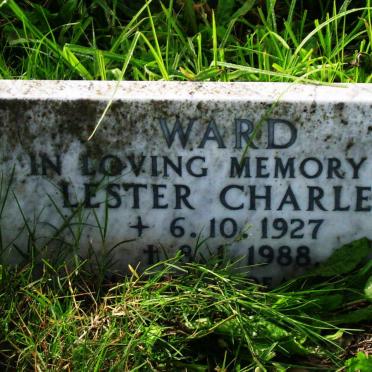 WARD
IN LOVING MEMORY
LESTER CHARLE
+ 6.10.1927
1988